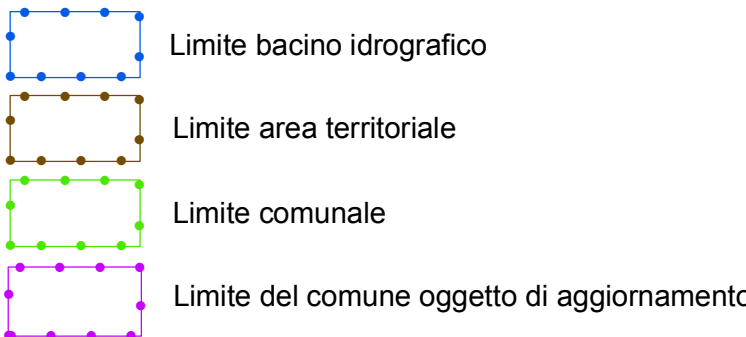 Limite bacino idrografico
Limite area territoriale
Limite comunale
Limite del comune oggetto di aggiornamento